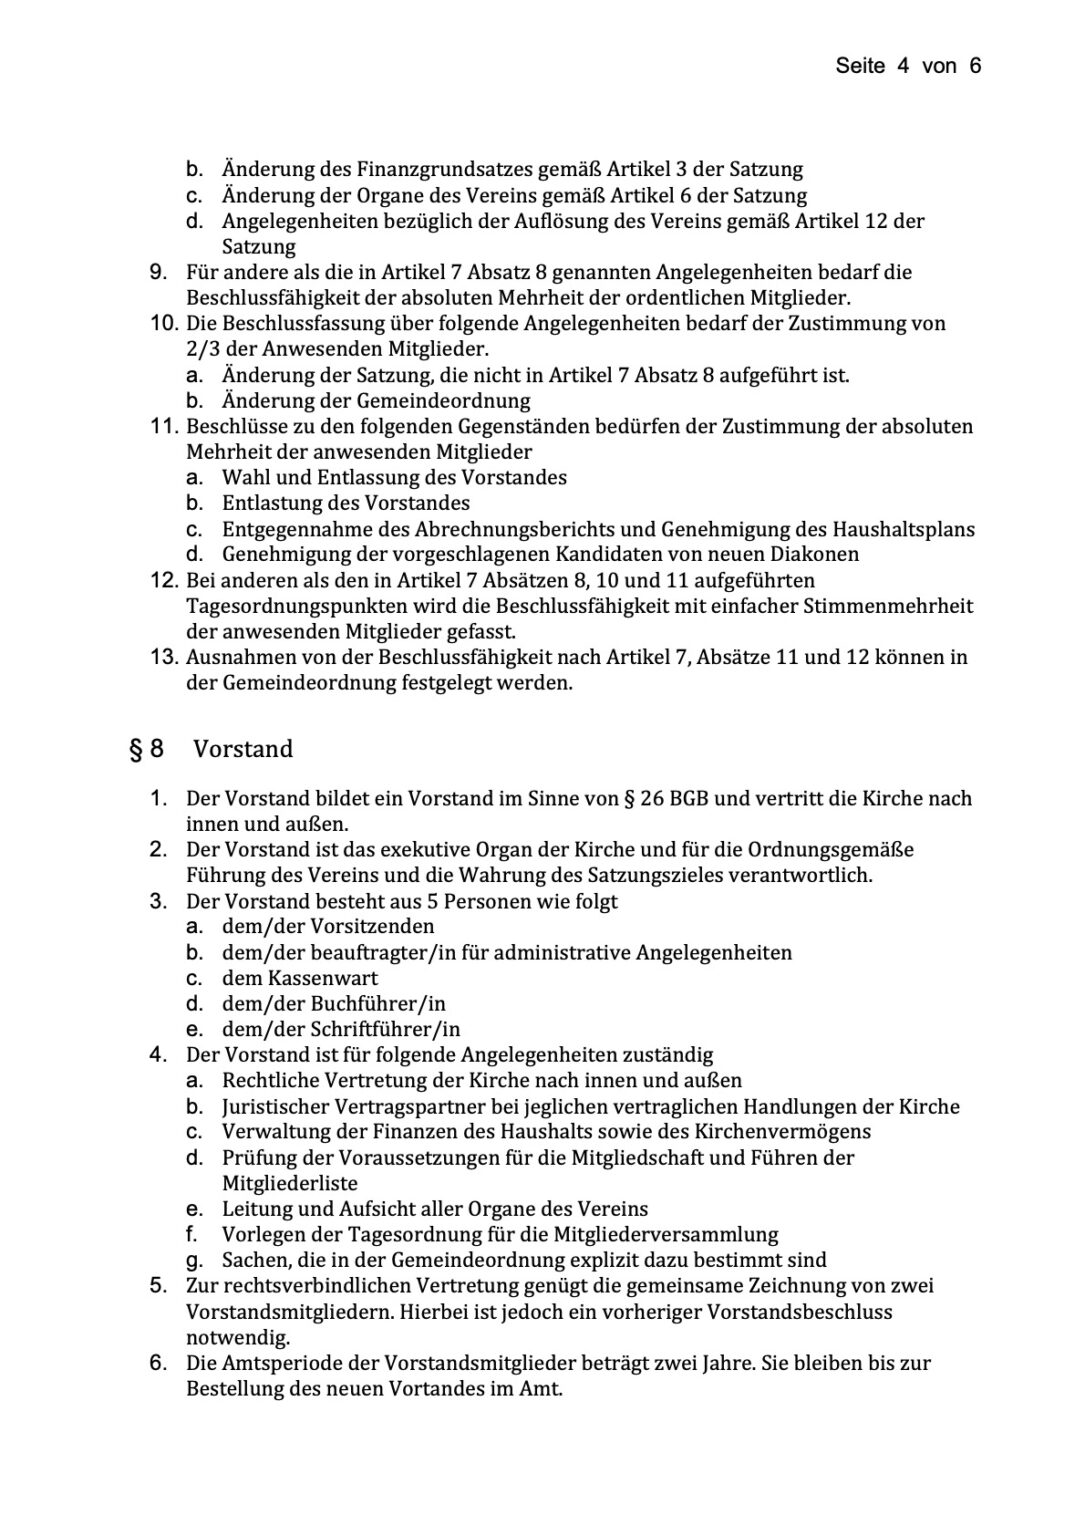 Seite 4 von 6
b. Änderung des Finanzgrundsatzes gemäß Artikel 3 der Satzung
c. Änderung der Organe des Vereins gemäß Artikel 6 der Satzung
d. Angelegenheiten bezüglich der Auflösung des Vereins gemäß Artikel 12 der
Satzung
9. Für andere als die in Artikel 7 Absatz 8 genannten Angelegenheiten bedarf die
Beschlussfähigkeit der absoluten Mehrheit der ordentlichen Mitglieder.
10. Die Beschlussfassung über folgende Angelegenheiten bedarf der Zustimmung von
2/3 der Anwesenden Mitglieder.
a. Änderung der Satzung, die nicht in Artikel 7 Absatz 8 aufgeführt ist.
b. Änderung der Gemeindeordnung
11. Beschlüsse zu den folgenden Gegenständen bedürfen der Zustimmung der absoluten
Mehrheit der anwesenden Mitglieder
a. Wahl und Entlassung des Vorstandes
b. Entlastung des Vorstandes
c. Entgegennahme des Abrechnungsberichts und Genehmigung des Haushaltsplans
d. Genehmigung der vorgeschlagenen Kandidaten von neuen Diakonen
12. Bei anderen als den in Artikel 7 Absätzen 8, 10 und 11 aufgeführten
Tagesordnungspunkten wird die Beschlussfähigkeit mit einfacher Stimmenmehrheit
der anwesenden Mitglieder gefasst.
13. Ausnahmen von der Beschlussfähigkeit nach Artikel 7, Absätze 11 und 12 können in
der Gemeindeordnung festgelegt werden.
§ 8 Vorstand
1. Der Vorstand bildet ein Vorstand im Sinne von § 26 BGB und vertritt die Kirche nach
innen und außen.
2. Der Vorstand ist das exekutive Organ der Kirche und für die Ordnungsgemäße
Führung des Vereins und die Wahrung des Satzungszieles verantwortlich.
3. Der Vorstand besteht aus 5 Personen wie folgt
a. dem/der Vorsitzenden
b. dem/der beauftragter/in für administrative Angelegenheiten
c. dem Kassenwart
d. dem/der Buchführer/in
e. dem/der Schriftführer/in
4. Der Vorstand ist für folgende Angelegenheiten zuständig
a. Rechtliche Vertretung der Kirche nach innen und außen
b. Juristischer Vertragspartner bei jeglichen vertraglichen Handlungen der Kirche
c. Verwaltung der Finanzen des Haushalts sowie des Kirchenvermögens
d. Prüfung der Voraussetzungen für die Mitgliedschaft und Führen der
Mitgliederliste
e. Leitung und Aufsicht aller Organe des Vereins
f. Vorlegen der Tagesordnung für die Mitgliederversammlung
g. Sachen, die in der Gemeindeordnung explizit dazu bestimmt sind
5. Zur rechtsverbindlichen Vertretung genügt die gemeinsame Zeichnung von zwei
Vorstandsmitgliedern. Hierbei ist jedoch ein vorheriger Vorstandsbeschluss
notwendig.
6. Die Amtsperiode der Vorstandsmitglieder beträgt zwei Jahre. Sie bleiben bis zur
Bestellung des neuen Vortandes im Amt.